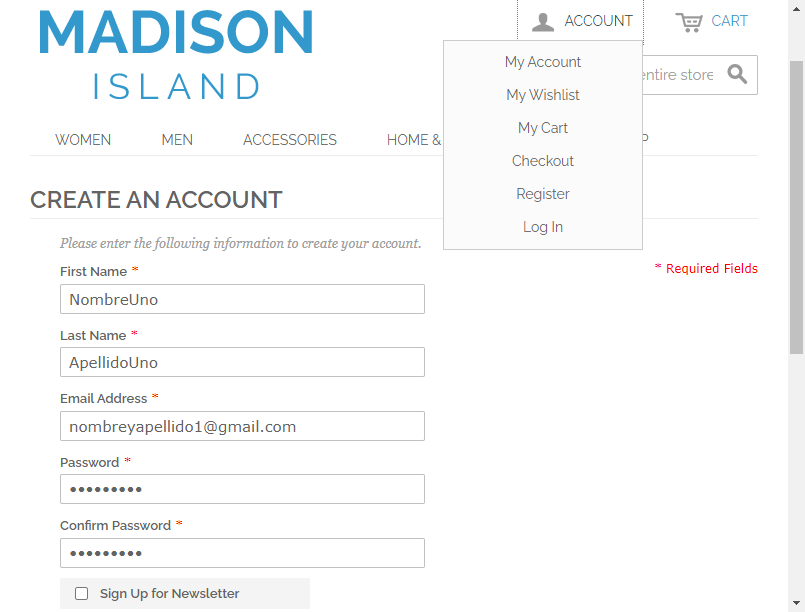 MADISON
ISLAND
ACCOUNT
CART
My Account
My Wishlist
My Cart
Checkout
Register
Log In
entire store
WOMEN
MEN
ACCESSORIES
HOME &
P
CREATE AN ACCOUNT
Please enter the following information to create your account.
* Required Fields
First Name *
NombreUno
Last Name *
ApellidoUno
Email Address *
nombreyapellido1@gmail.com
Password *
Confirm Password *
Sign Up for Newsletter